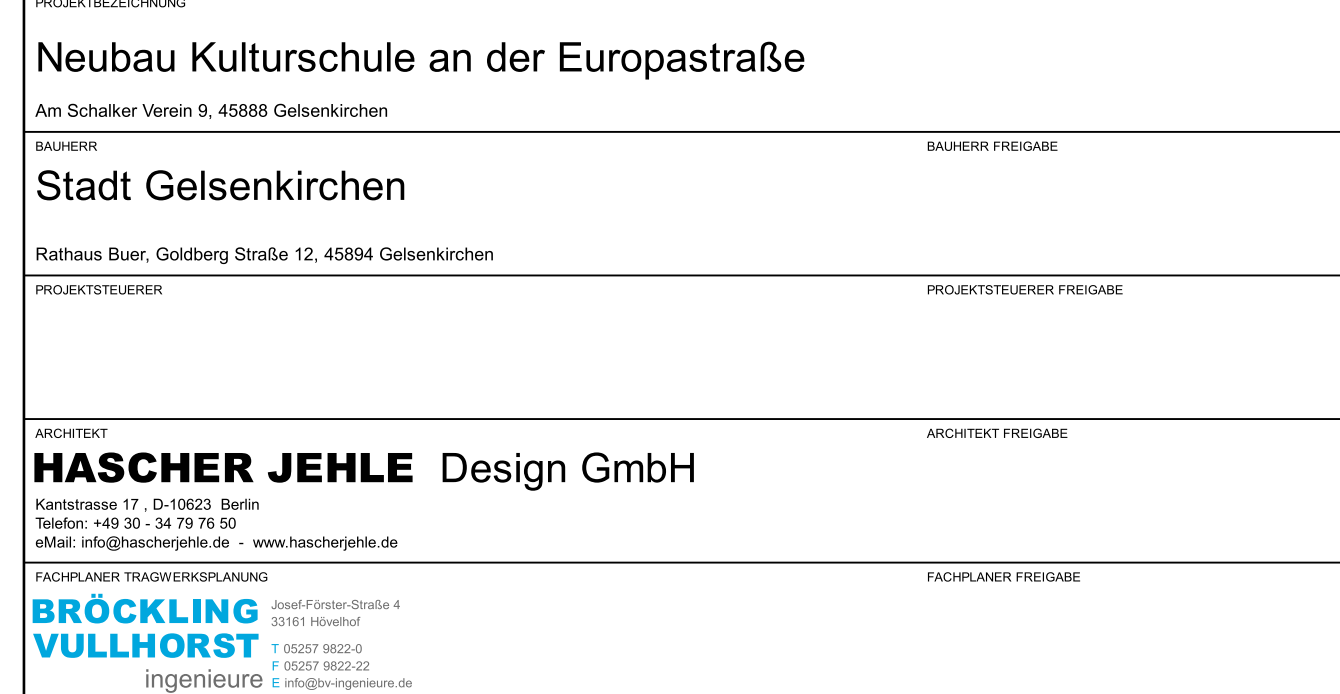 PROJEKTBEZEICHNUNG
Neubau Kulturschule an der Europastraße
Am Schalker Verein 9, 45888 Gelsenkirchen
BAUHERR
BAUHERR FREIGABE
Stadt Gelsenkirchen
Rathaus Buer, Goldberg Straße 12, 45894 Gelsenkirchen
PROJEKTSTEUERER
PROJEKTSTEUERER FREIGABE
ARCHITEKT
ARCHITEKT FREIGABE
HASCHER JEHLE Design GmbH
Kantstrasse 17 , D-10623 Berlin
Telefon: +49 30 - 34 79 76 50
eMail: info@hascherjehle.de - www.hascherjehle.de
FACHPLANER TRAGWERKSPLANUNG
FACHPLANER FREIGABE
BRÖCKLING
VULLHORST
ingenieure
Josef-Förster-Straße 4
33161 Hövelhof
T 05257 9822-0
F 05257 9822-22
E info@bv-ingenieure.de